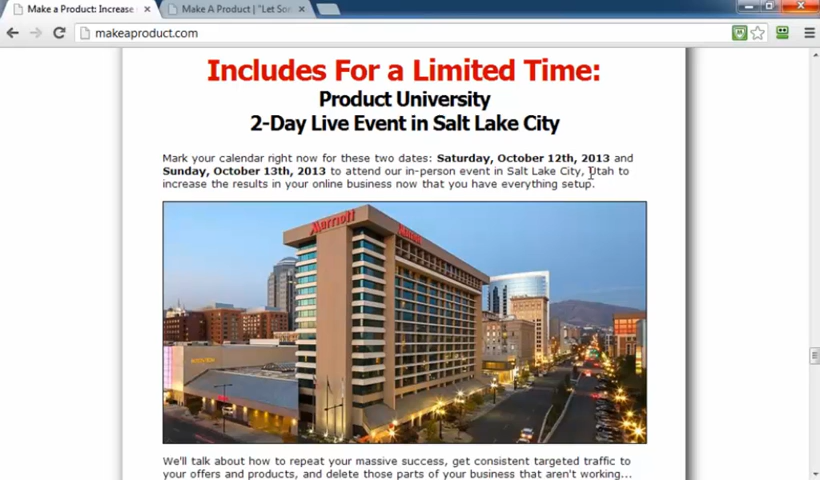 Make a Product: Increase
Make A Product | "Let Som
makeaproduct.com
Includes For a Limited Time:
Product University
2-Day Live Event in Salt Lake City
Mark your calendar right now for these two dates: Saturday, October 12th, 2013 and
Sunday, October 13th, 2013 to attend our in-person event in Salt Lake City, Utah to
increase the results in your online business now that you have everything setup.
Marriott
Marriott
We'll talk about how to repeat your massive success, get consistent targeted traffic to
your offers and products, and delete those parts of your business that aren't working...